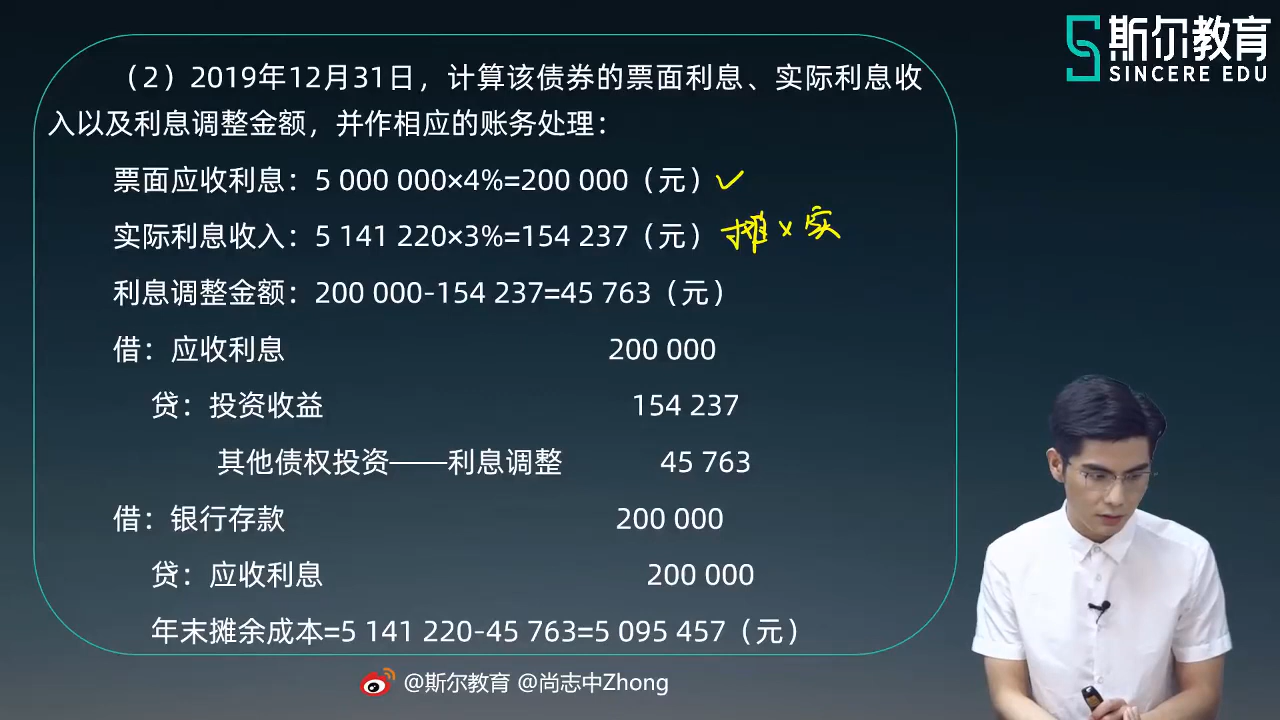 斯尔教育
SINCERE EDU
（2）2019年12月31日，计算该债券的票面利息、实际利息收
入以及利息调整金额，并作相应的账务处理：
票面应收利息：5 000 000×4%=200 000（元）✓
实际利息收入：5 141 220×3%=154 237（元）摊×实
利息调整金额：200 000-154 237=45 763（元）
借：应收利息 200 000
贷：投资收益 154 237
其他债权投资——利息调整 45 763
借：银行存款 200 000
贷：应收利息 200 000
年末摊余成本=5 141 220-45 763=5 095 457（元）
@斯尔教育 @尚志中Zhong